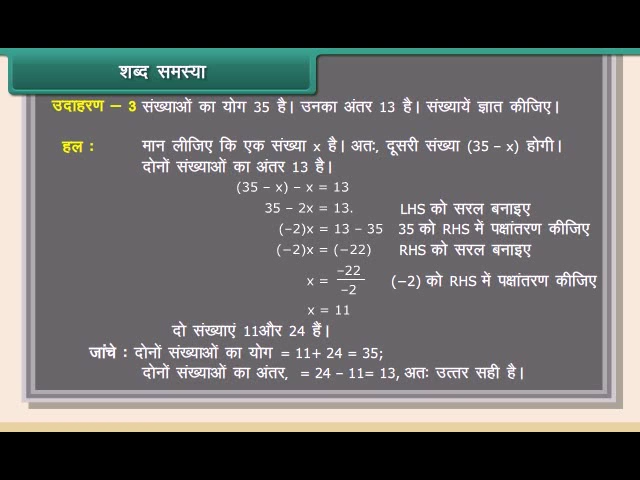 शब्द समस्या
उदाहरण – 3 संख्याओं का योग 35 है। उनका अंतर 13 है। संख्यायें ज्ञात कीजिए।
हल : मान लीजिए कि एक संख्या x है। अतः, दूसरी संख्या (35 – x) होगी।
दोनों संख्याओं का अंतर 13 है।
(35 – x) – x = 13
35 – 2x = 13. LHS को सरल बनाइए
(–2)x = 13 – 35 35 को RHS में पक्षांतरण कीजिए
(–2)x = (–22) RHS को सरल बनाइए
x = –22/–2 (–2) को RHS में पक्षांतरण कीजिए
x = 11
दो संख्याएं 11और 24 हैं।
जांचे : दोनों संख्याओं का योग = 11+ 24 = 35;
दोनों संख्याओं का अंतर, = 24 – 11= 13, अतः उत्तर सही है।